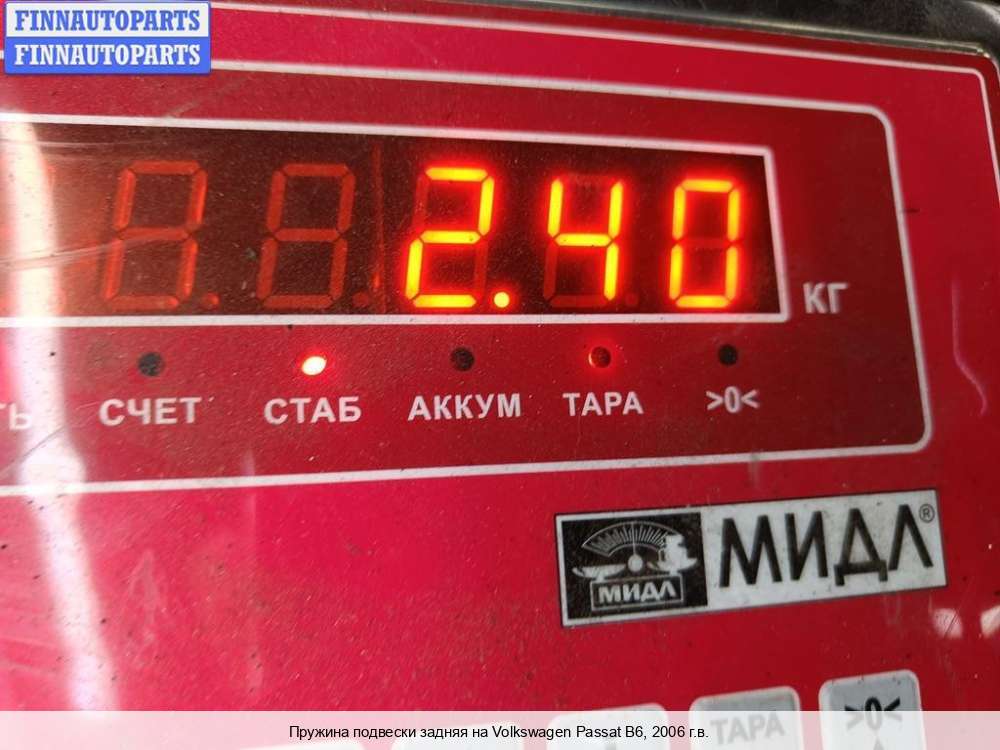 FINNAUTOPARTS
FINNAUTOPARTS
2.40
КГ
СЧЕТ СТАБ АККУМ ТАРА >0<
МИДЛ МИДЛ®
ТАРА >0<
Пружина подвески задняя на Volkswagen Passat B6, 2006 г.в.